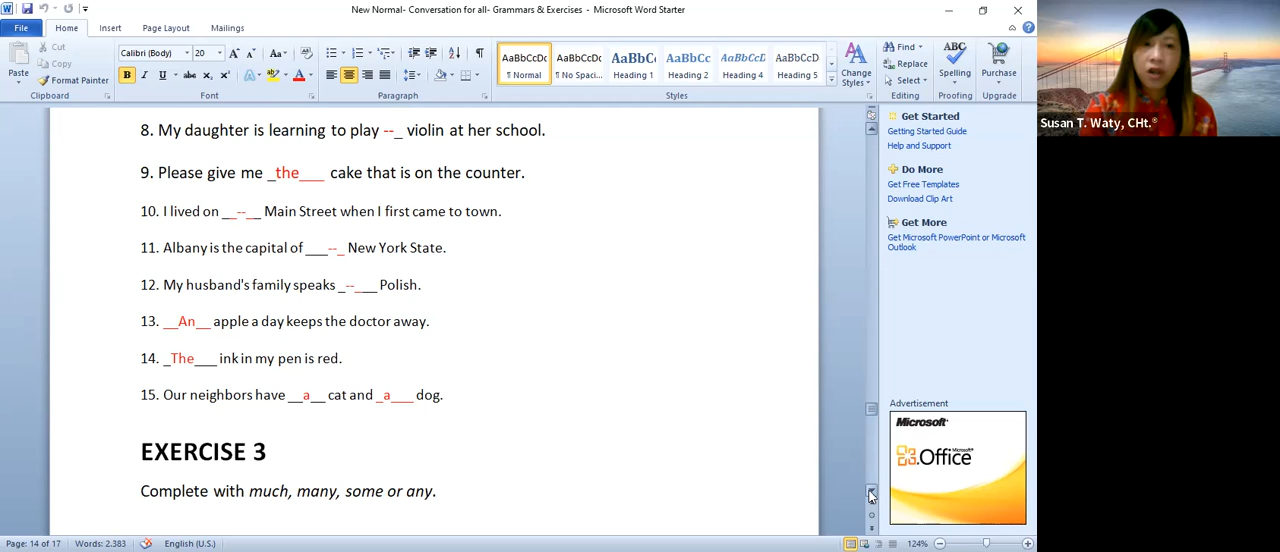 New Normal- Conversation for all- Grammars & Exercises - Microsoft Word Starter
File Home Insert Page Layout Mailings
Paste Cut Copy Format Painter Clipboard
Calibri (Body) 20 Font
Paragraph
AaBbCcDc AaBbCcDc AaBbCc AaBbCc AaBbCcDc AaBbCcD
¶ Normal ¶ No Spaci... Heading 1 Heading 2 Heading 4 Heading 5
Styles
Change Styles
Find Replace Select Editing
Spelling Proofing
Purchase Upgrade
8. My daughter is learning to play --_ violin at her school.
9. Please give me _the___ cake that is on the counter.
10. I lived on __--__ Main Street when I first came to town.
11. Albany is the capital of ___--_ New York State.
12. My husband's family speaks _--___ Polish.
13. __An__ apple a day keeps the doctor away.
14. _The___ ink in my pen is red.
15. Our neighbors have __a__ cat and _a___ dog.
EXERCISE 3
Complete with much, many, some or any.
Get Started
Getting Started Guide
Help and Support
Do More
Get Free Templates
Download Clip Art
Get More
Get Microsoft PowerPoint or Microsoft
Outlook
Advertisement
Microsoft
Office
Susan T. Waty, CHt.®
Page: 14 of 17 Words: 2.383 English (U.S.) 124%